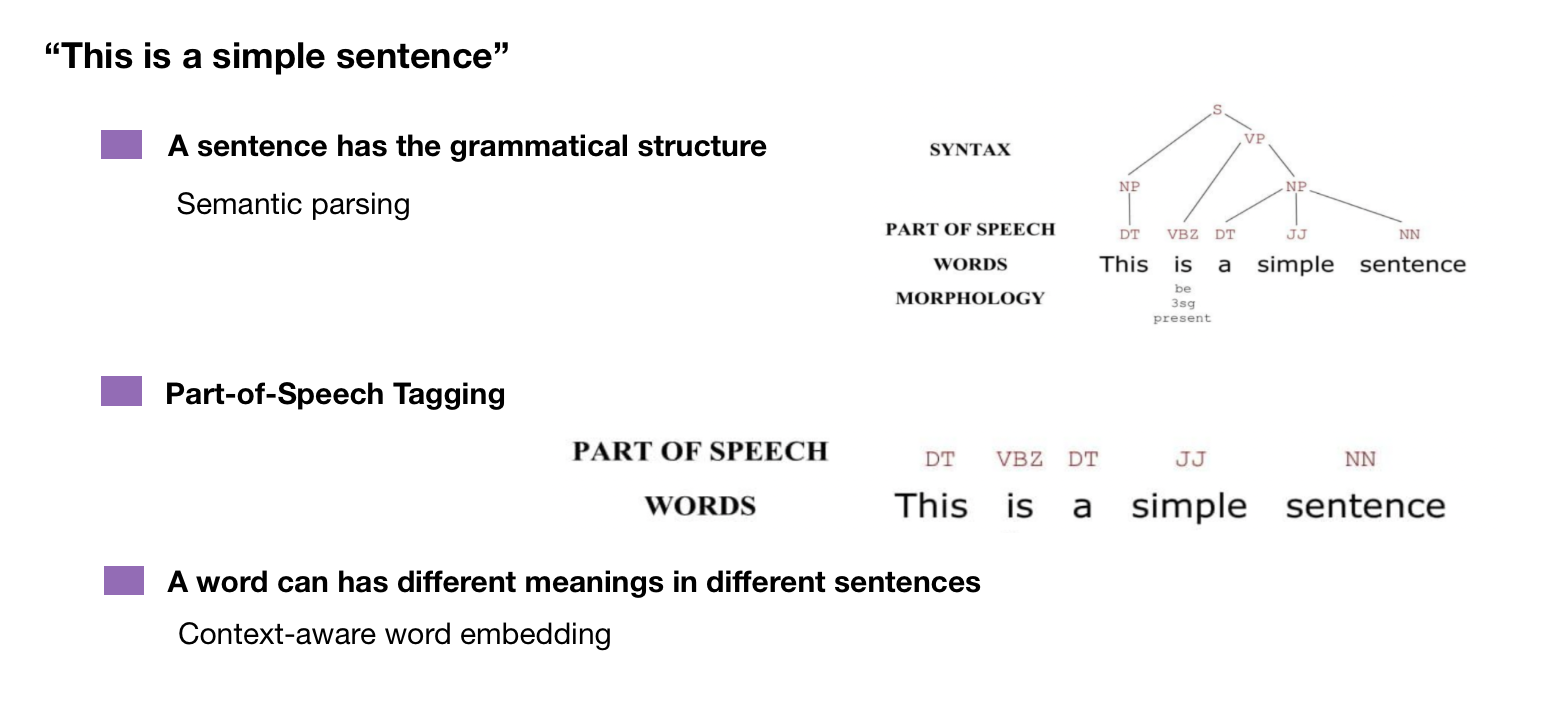 “This is a simple sentence”
A sentence has the grammatical structure
Semantic parsing
S
SYNTAX
VP
NP NP
PART OF SPEECH DT VBZ DT JJ NN
WORDS This is a simple sentence
MORPHOLOGY be
3sg
present
Part-of-Speech Tagging
PART OF SPEECH DT VBZ DT JJ NN
WORDS This is a simple sentence
A word can has different meanings in different sentences
Context-aware word embedding